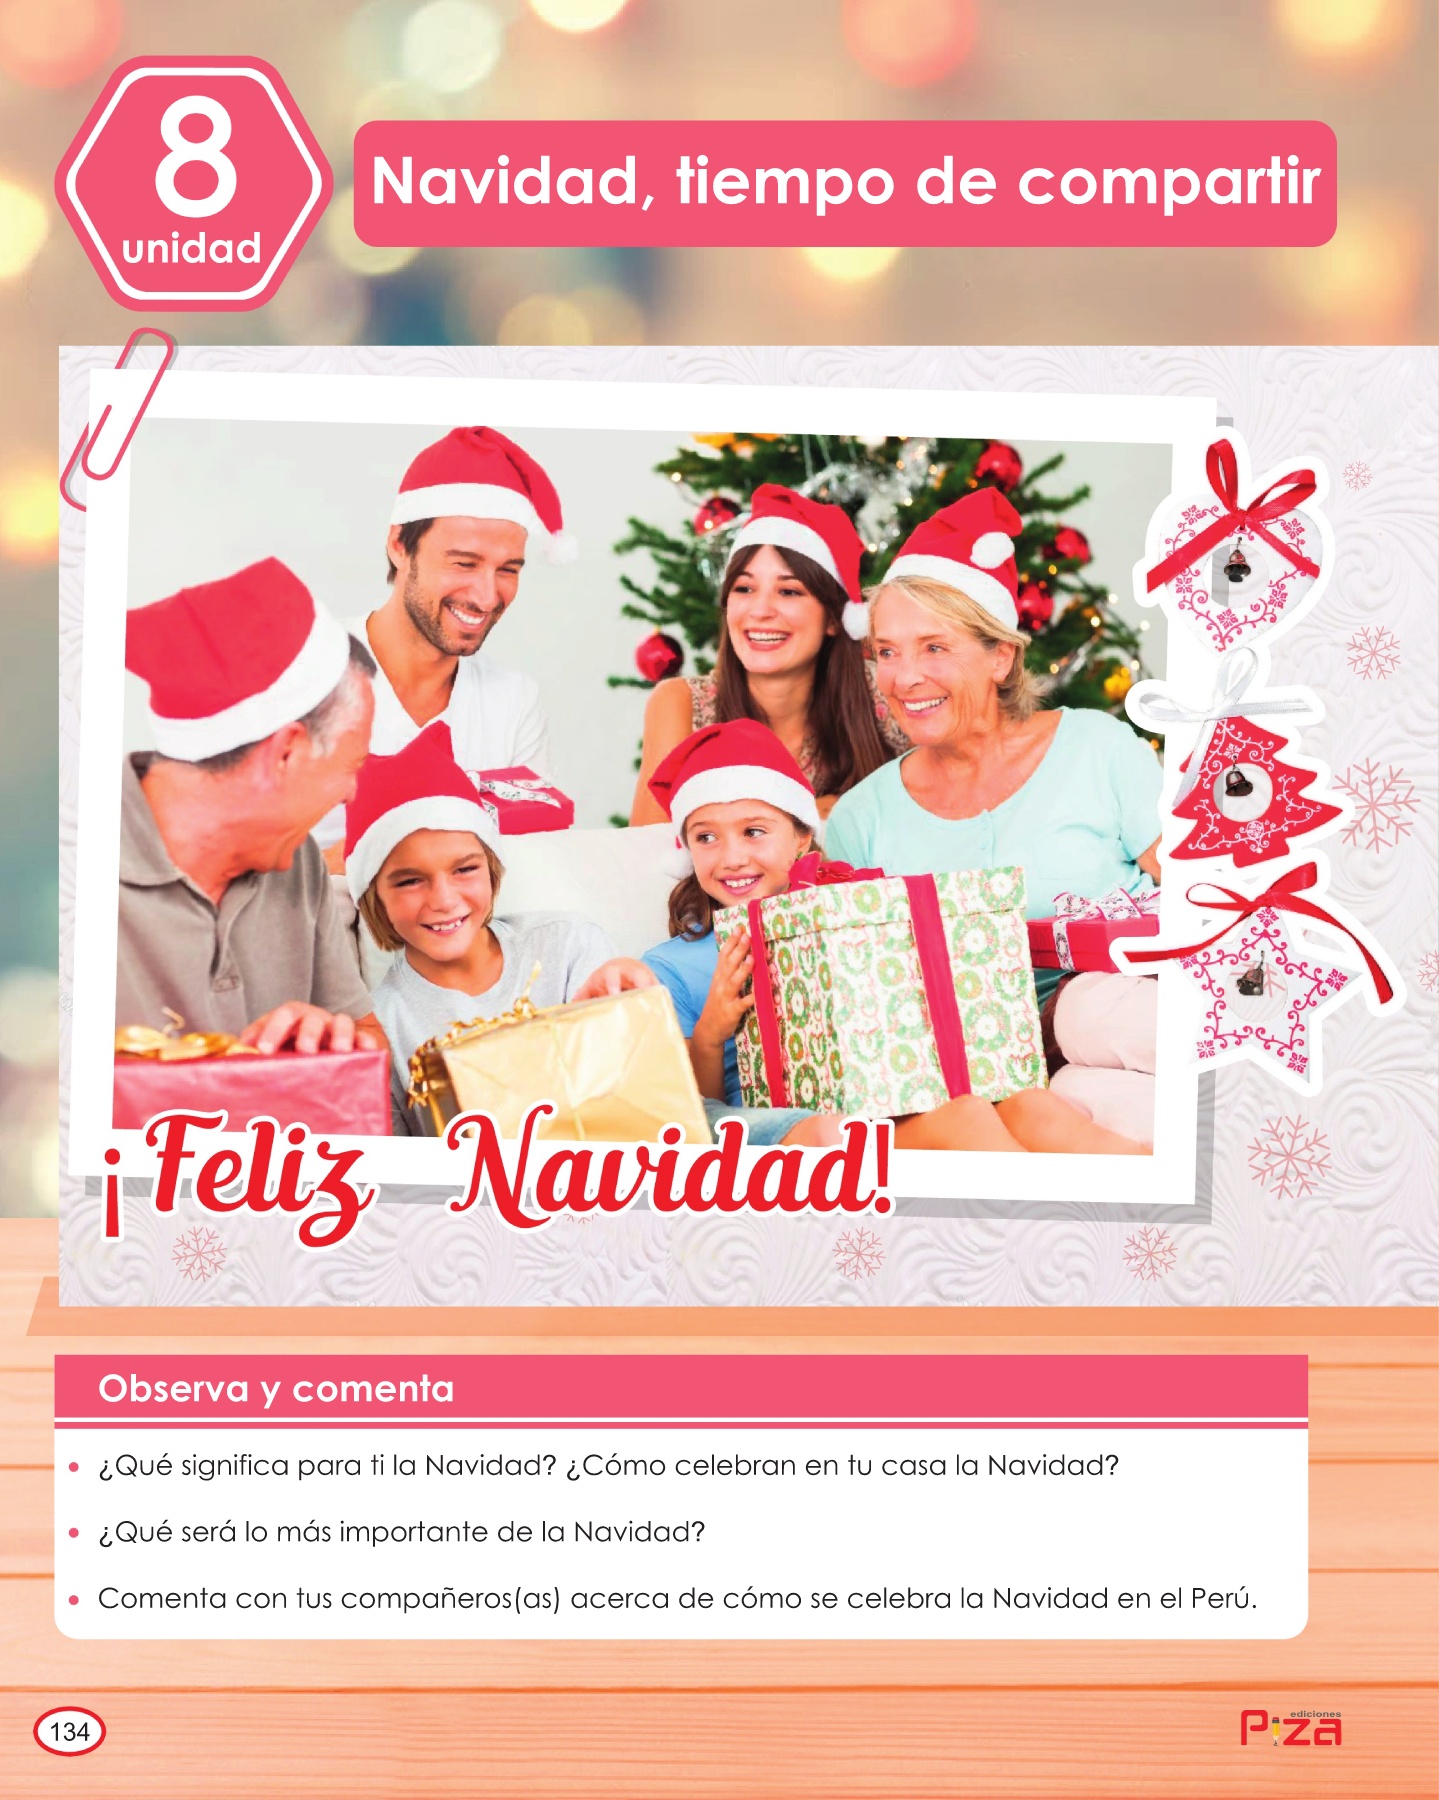 8
unidad
Navidad, tiempo de compartir
¡Feliz Navidad!
Observa y comenta
• ¿Qué significa para ti la Navidad? ¿Cómo celebran en tu casa la Navidad?
• ¿Qué será lo más importante de la Navidad?
• Comenta con tus compañeros(as) acerca de cómo se celebra la Navidad en el Perú.
134
ediciones
Piza